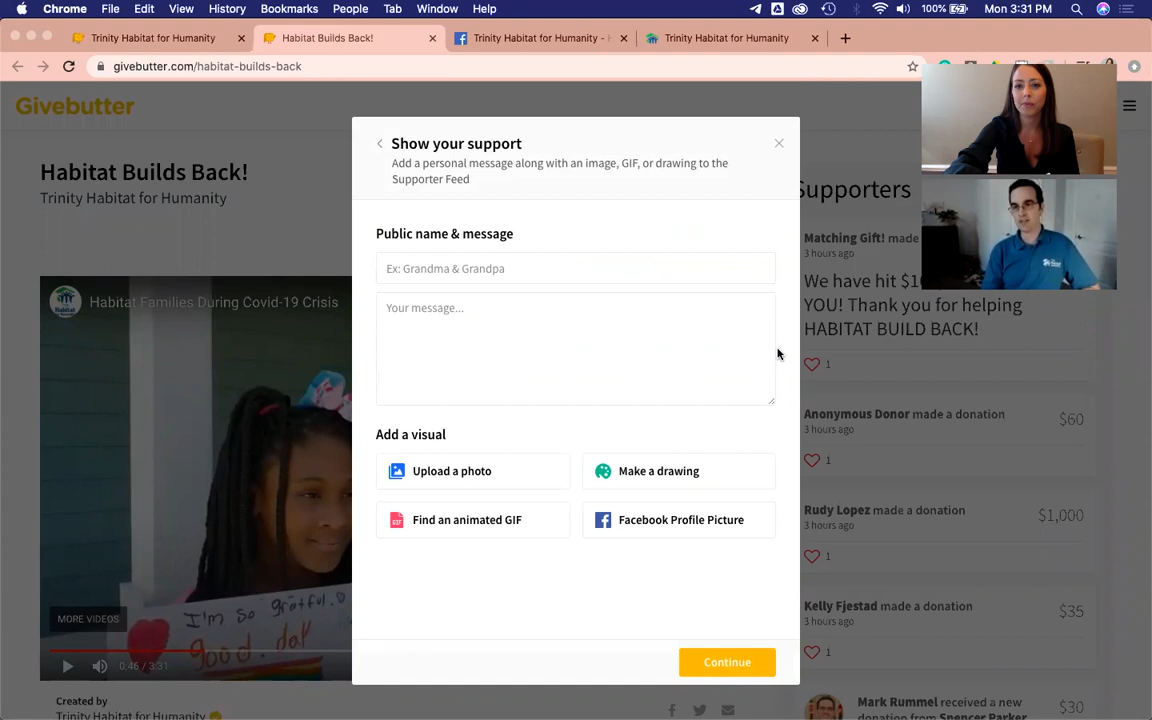 Chrome File Edit View History Bookmarks People Tab Window Help
100% Mon 3:31 PM
Trinity Habitat for Humanity
Habitat Builds Back!
Trinity Habitat for Humanity -
Trinity Habitat for Humanity
givebutter.com/habitat-builds-back
Givebutter
Habitat Builds Back!
Trinity Habitat for Humanity
Habitat Families During Covid-19 Crisis
I'm so grateful
good. day
MORE VIDEOS
0:46 / 3:31
Created by
Trinity Habitat for Humanity
Show your support
Add a personal message along with an image, GIF, or drawing to the
Supporter Feed
Public name & message
Ex: Grandma & Grandpa
Your message...
Add a visual
Upload a photo
Make a drawing
GIF
Find an animated GIF
Facebook Profile Picture
Continue
Supporters
Matching Gift! made
3 hours ago
We have hit
YOU! Thank you for helping
HABITAT BUILD BACK!
1
Anonymous Donor made a donation
$60
3 hours ago
1
Rudy Lopez made a donation
$1,000
3 hours ago
1
Kelly Fjestad made a donation
$35
3 hours ago
1
Mark Rummel received a new
donation from Spencer Parker
$30